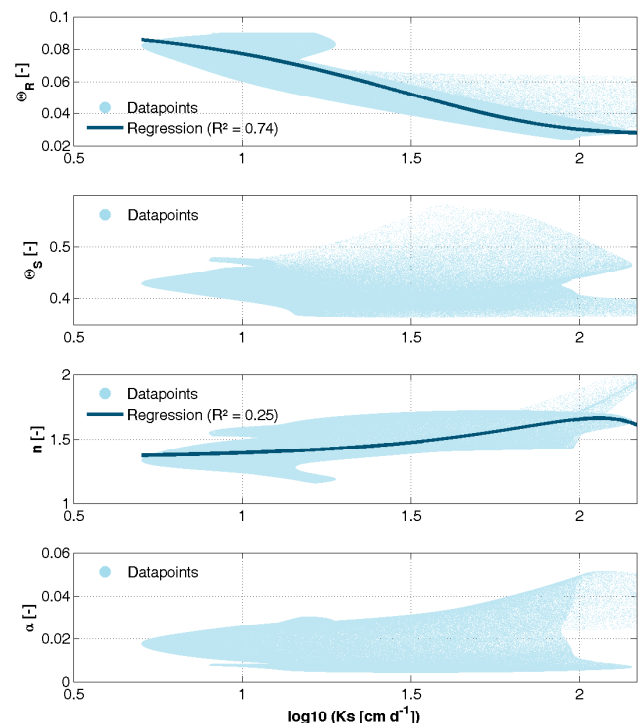 0.1
0.08
0.06
0.04
0.02
Θ_R [-]
Datapoints
Regression (R² = 0.74)
0.5
1
1.5
2
0.5
0.4
Θ_S [-]
Datapoints
0.5
1
1.5
2
2
1.5
1
n [-]
Datapoints
Regression (R² = 0.25)
0.5
1
1.5
2
0.06
0.04
0.02
0
α [-]
Datapoints
0.5
1
1.5
2
log10 (Ks [cm d⁻¹])